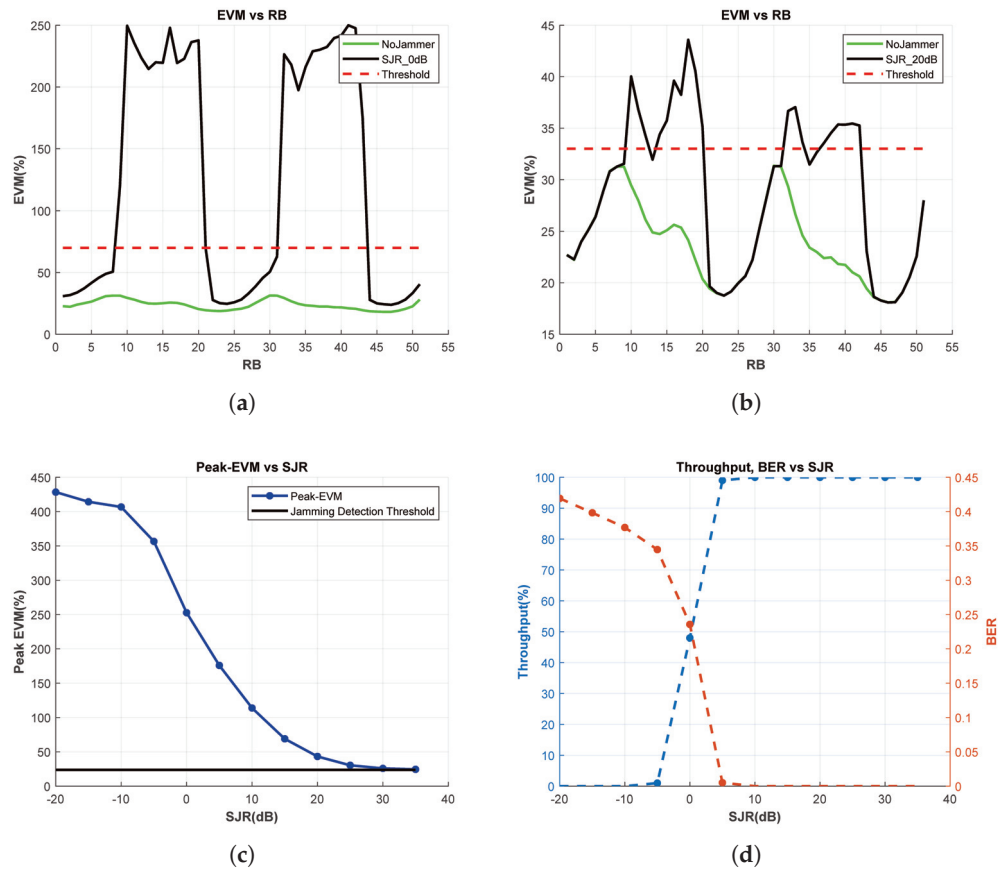 EVM vs RB
NoJammer
SJR_0dB
Threshold
250
200
150
100
50
0
EVM(%)
0 5 10 15 20 25 30 35 40 45 50 55
RB
(a)
EVM vs RB
NoJammer
SJR_20dB
Threshold
45
40
35
30
25
20
15
EVM(%)
0 5 10 15 20 25 30 35 40 45 50 55
RB
(b)
Peak-EVM vs SJR
Peak-EVM
Jamming Detection Threshold
450
400
350
300
250
200
150
100
50
0
Peak EVM(%)
-20 -10 0 10 20 30 40
SJR(dB)
(c)
Throughput, BER vs SJR
100
90
80
70
60
50
40
30
20
10
0
Throughput(%)
0.45
0.4
0.35
0.3
0.25
0.2
0.15
0.1
0.05
0
BER
-20 -10 0 10 20 30 40
SJR(dB)
(d)